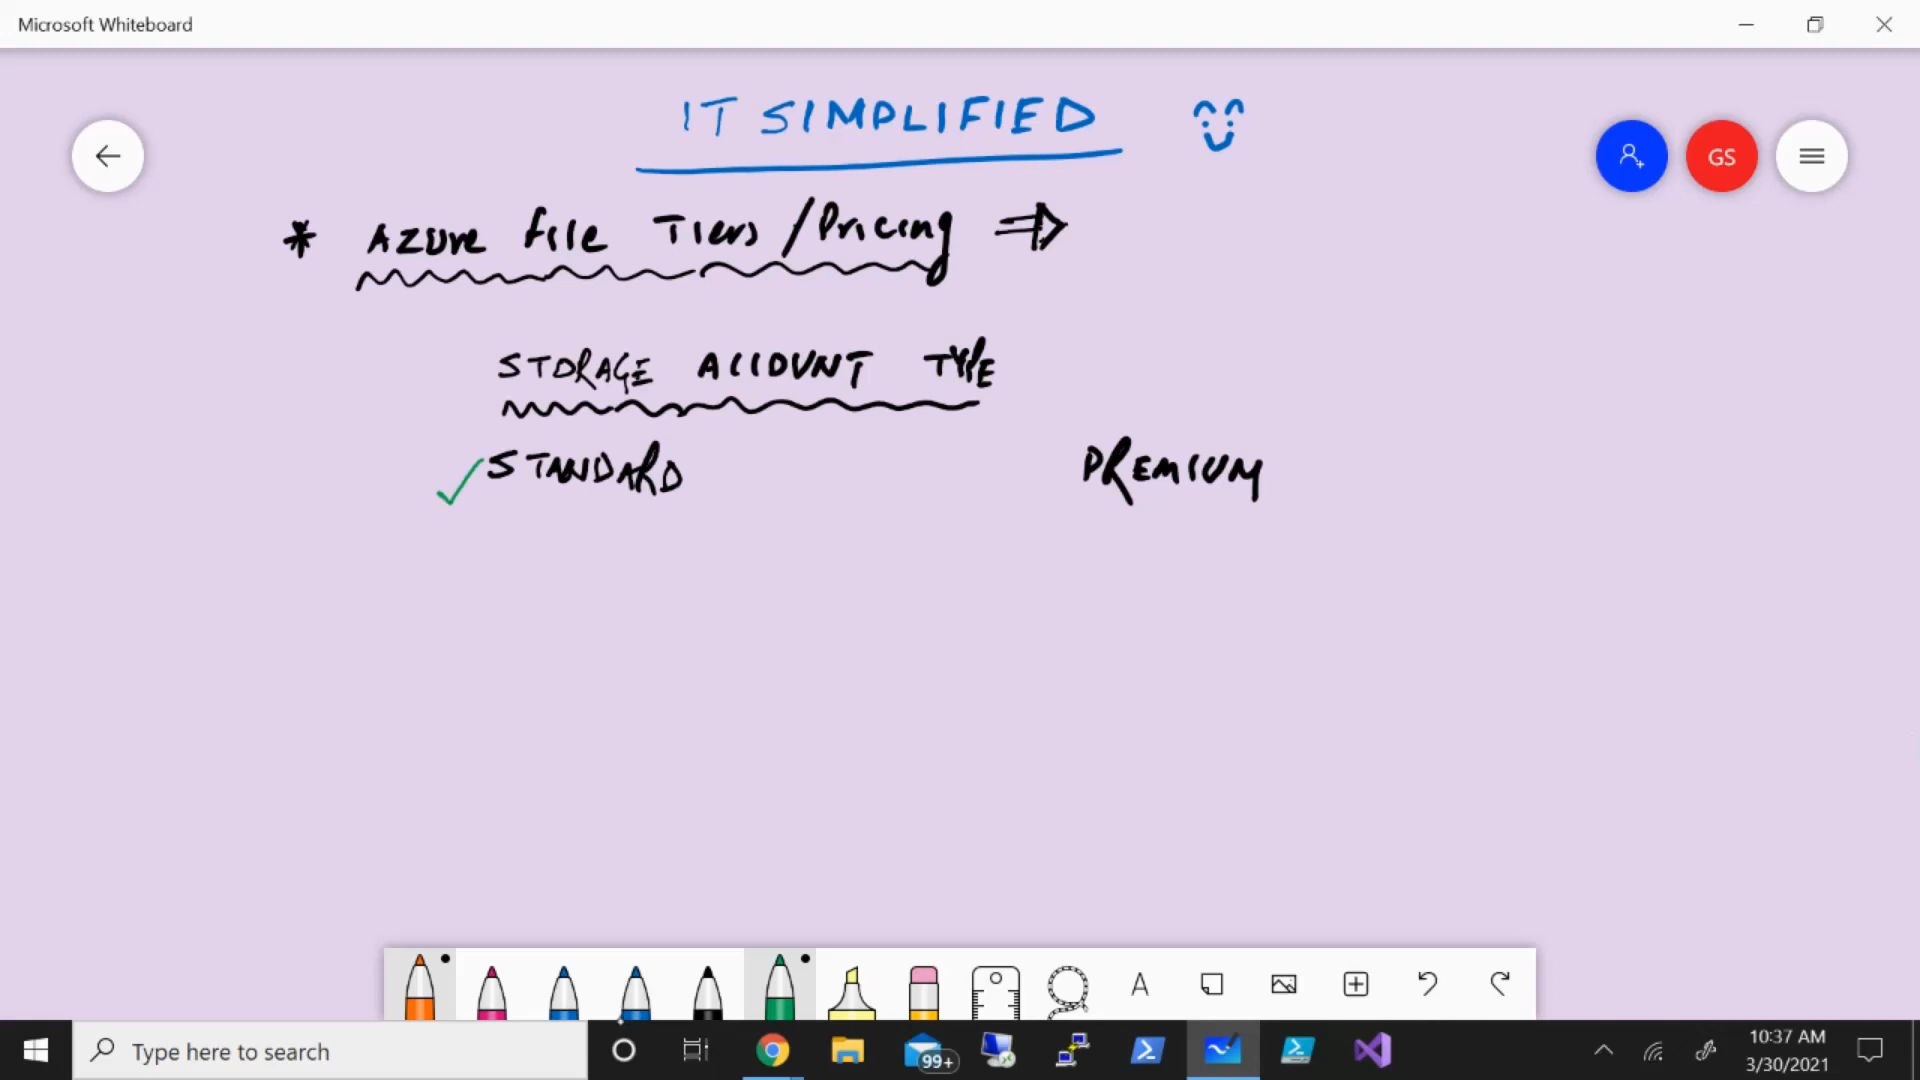 Microsoft Whiteboard
IT SIMPLIFIED
GS
* Azure File Tiers/Pricing ⇒
STORAGE ACCOUNT TYPE
✓ STANDARD PREMIUM
A
Type here to search
99+
10:37 AM
3/30/2021